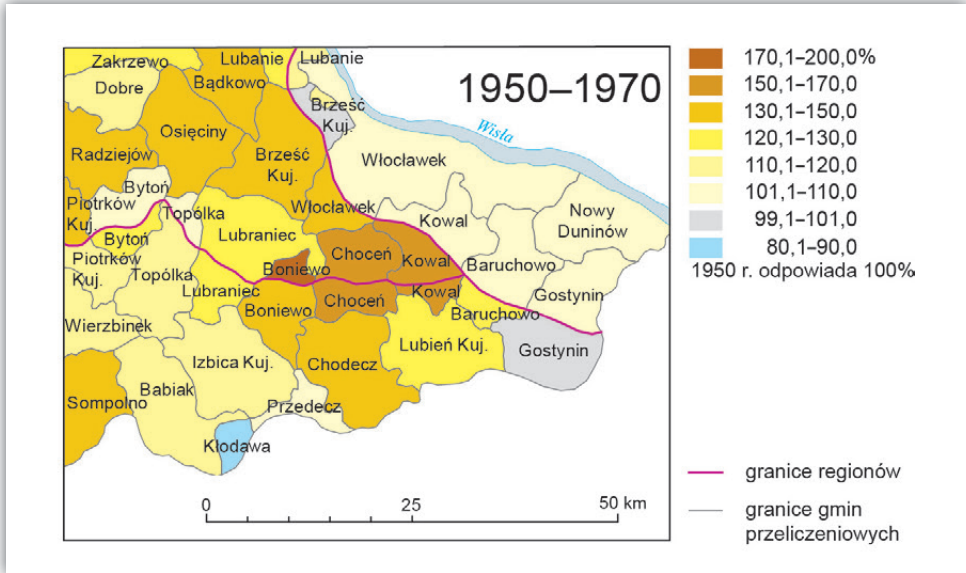 1950–1970
Zakrzewo
Lubanie
Lubanie
Dobre
Bądkowo
Brześć
Kuj.
Wisła
Osięciny
Radziejów
Brześć
Kuj.
Włocławek
Bytoń
Piotrków
Kuj.
Topólka
Włocławek
Kowal
Nowy
Duninów
Bytoń
Lubraniec
Choceń
Kowal
Baruchowo
Piotrków
Kuj.
Topólka
Boniewo
Lubraniec
Choceń
Kowal
Gostynin
Boniewo
Baruchowo
Wierzbinek
Lubień Kuj.
Gostynin
Izbica Kuj.
Chodecz
Sompolno
Babiak
Przedecz
Kłodawa
0 25 50 km
170,1–200,0%
150,1–170,0
130,1–150,0
120,1–130,0
110,1–120,0
101,1–110,0
99,1–101,0
80,1–90,0
1950 r. odpowiada 100%
granice regionów
granice gmin
przeliczeniowych